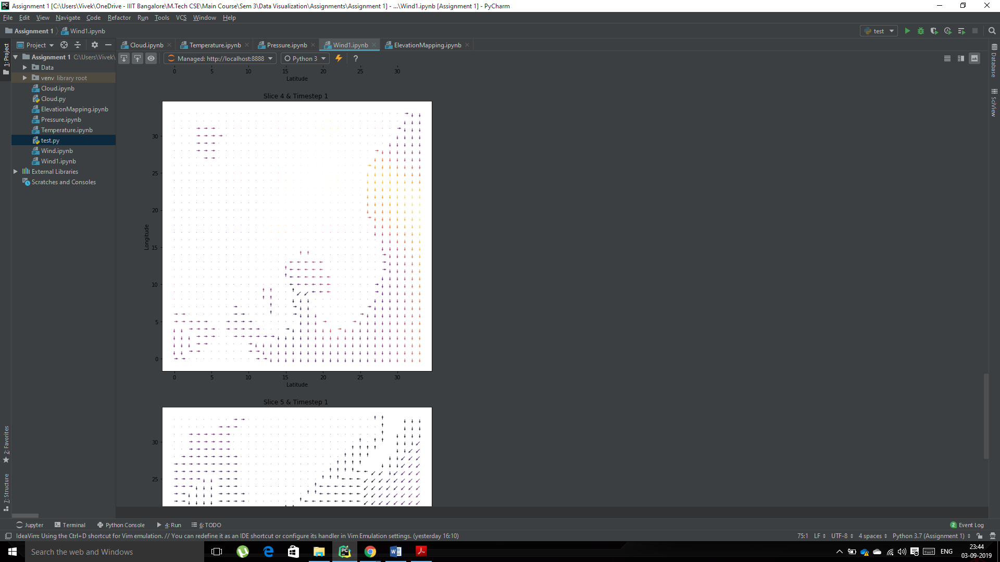 Assignment 1 [C:\Users\Vivek\OneDrive - IIIT Bangalore\M.Tech CSE\Main Course\Sem 3\Data Visualization\Assignments\Assignment 1] - ...\Wind1.ipynb [Assignment 1] - PyCharm
File Edit View Navigate Code Refactor Run Tools VCS Window Help
Assignment 1 Wind1.ipynb test
Project Cloud.ipynb Temperature.ipynb Pressure.ipynb Wind1.ipynb ElevationMapping.ipynb
Managed: http://localhost:8888 Python 3 ?
1: Project
Assignment 1 C:\Users\Vivek\
Data
venv library root
Cloud.ipynb
Cloud.py
ElevationMapping.ipynb
Pressure.ipynb
Temperature.ipynb
test.py
Wind.ipynb
Wind1.ipynb
External Libraries
Scratches and Consoles
2: Favorites
7: Structure
0 5 10 15 20 25 30
Latitude
Slice 4 & Timestep 1
30
25
20
15
10
5
0
Longitude
0 5 10 15 20 25 30
Latitude
Slice 5 & Timestep 1
30
25
Database
SciView
Jupyter Terminal Python Console 4: Run 6: TODO 2 Event Log
IdeaVim: Using the Ctrl+D shortcut for Vim emulation. // You can redefine it as an IDE shortcut or configure its handler in Vim Emulation settings. (yesterday 16:10) 75:1 LF UTF-8 4 spaces Python 3.7 (Assignment 1)
Search the web and Windows ENG 23:44
03-09-2019